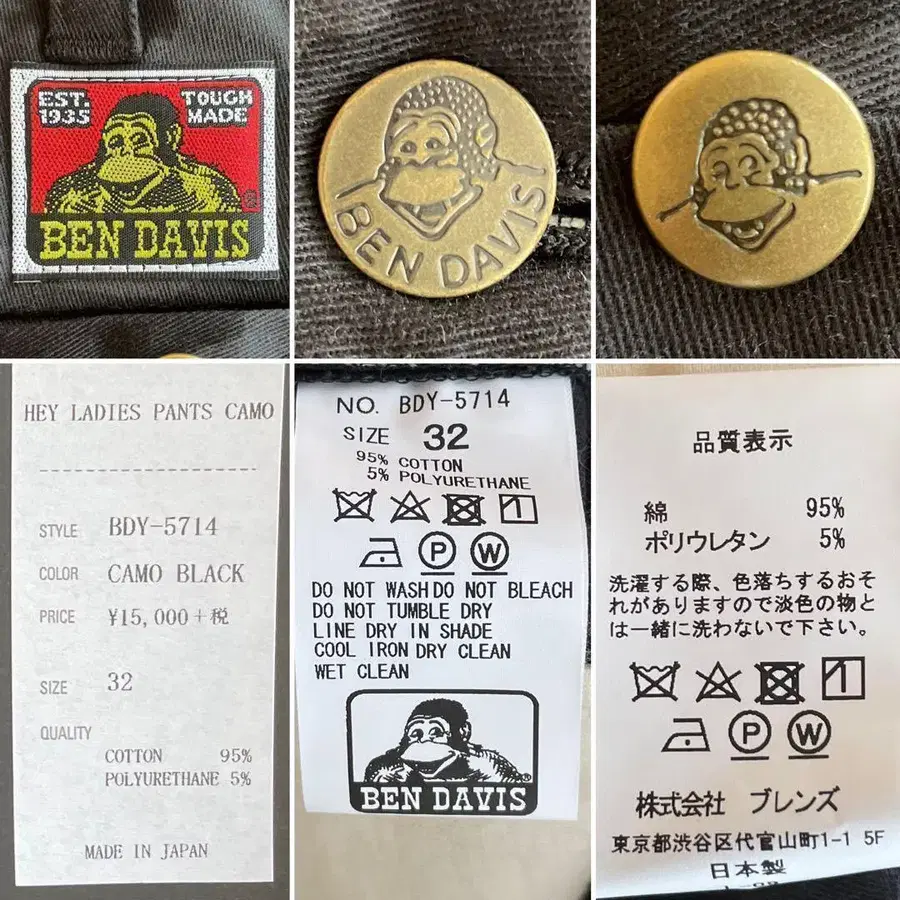 EST. 1935
TOUGH MADE
®
BEN DAVIS
BEN DAVIS
HEY LADIES PANTS CAMO
STYLE BDY-5714
COLOR CAMO BLACK
PRICE ¥15,000+税
SIZE 32
QUALITY
COTTON 95%
POLYURETHANE 5%
MADE IN JAPAN
NO. BDY-5714
SIZE 32
95% COTTON
5% POLYURETHANE
P W
DO NOT WASH DO NOT BLEACH
DO NOT TUMBLE DRY
LINE DRY IN SHADE
COOL IRON DRY CLEAN
WET CLEAN
®
BEN DAVIS
品質表示
綿 95%
ポリウレタン 5%
洗濯する際、色落ちするおそ
れがありますので淡色の物と
は一緒に洗わないで下さい。
P W
株式会社 ブレンズ
東京都渋谷区代官山町1-1 5F
日本製